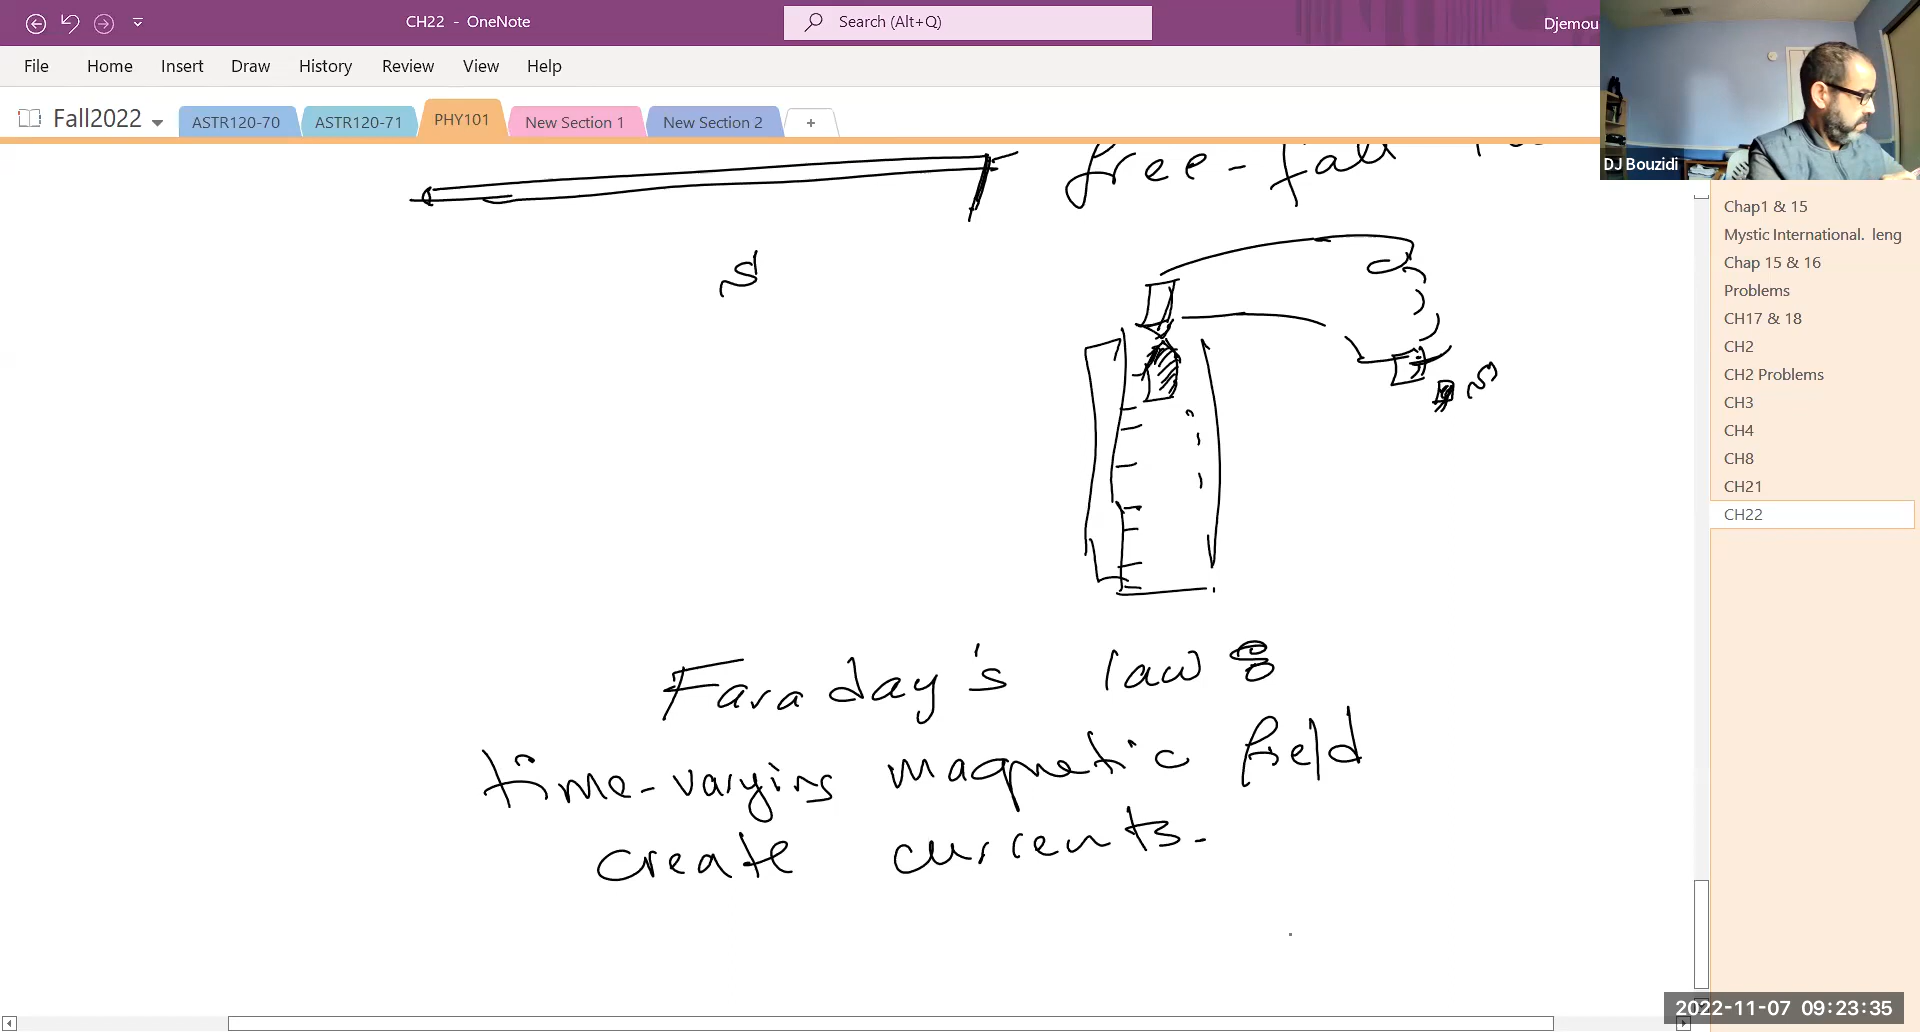 CH22 - OneNote
Search (Alt+Q)
Djemou
File Home Insert Draw History Review View Help
Fall2022
ASTR120-70
ASTR120-71
PHY101
New Section 1
New Section 2
+
DJ Bouzidi
free-fall
Chap1 & 15
Mystic International. leng
Chap 15 & 16
Problems
CH17 & 18
CH2
CH2 Problems
CH3
CH4
CH8
CH21
CH22
Faraday's law :
time-varying magnetic field
create currents.
2022-11-07 09:23:35